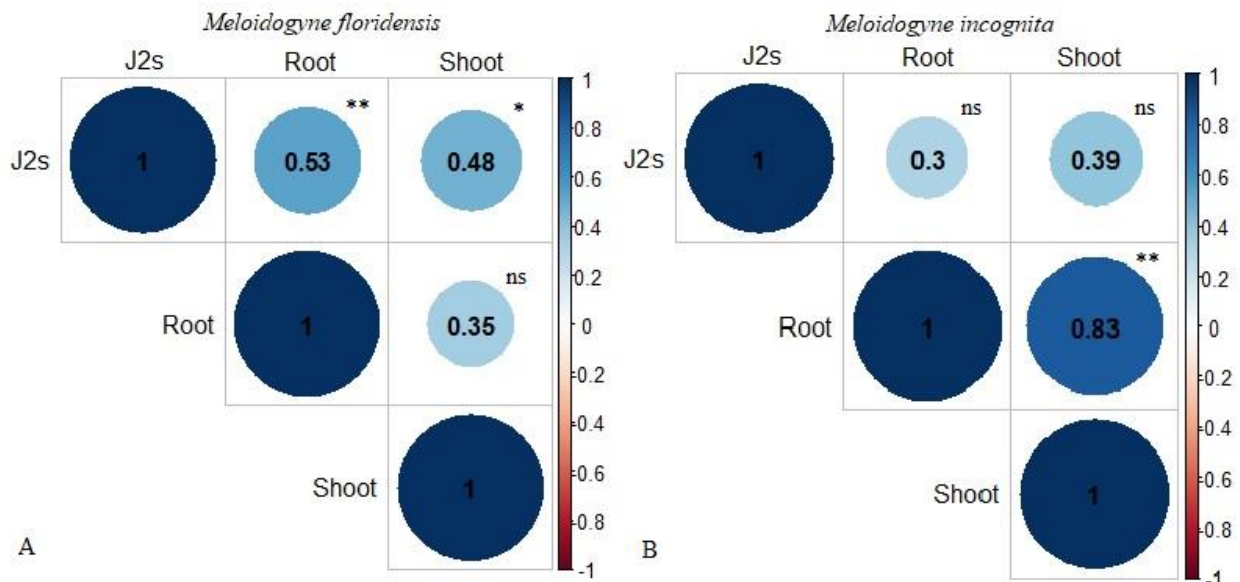 Meloidogyne floridensis
J2s Root Shoot
1
0.8
0.6
0.4
0.2
0
-0.2
-0.4
-0.6
-0.8
-1
J2s 1 0.53 ** 0.48 *
Root 1 0.35 ns
Shoot 1
A
Meloidogyne incognita
J2s Root Shoot
1
0.8
0.6
0.4
0.2
0
-0.2
-0.4
-0.6
-0.8
-1
J2s 1 0.3 ns 0.39 ns
Root 1 0.83 **
Shoot 1
B